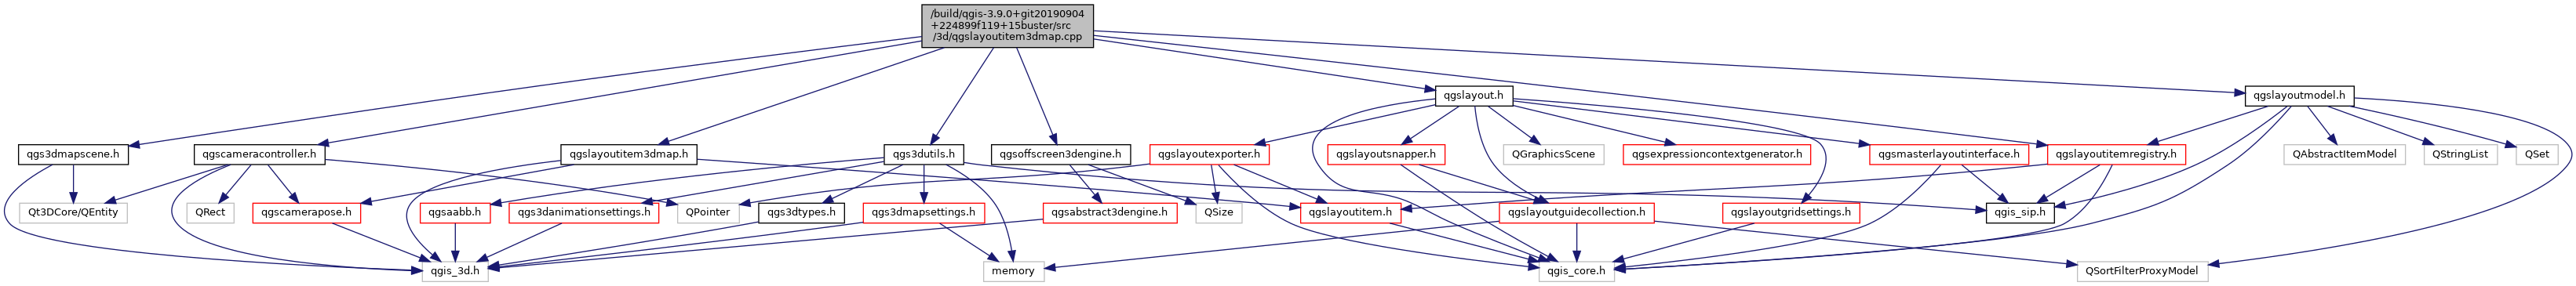 /build/qgis-3.9.0+git20190904
+224899f119+15buster/src
/3d/qgslayoutitem3dmap.cpp
qgslayout.h
qgslayoutmodel.h
qgs3dmapscene.h
qgscameracontroller.h
qgslayoutitem3dmap.h
qgs3dutils.h
qgsoffscreen3dengine.h
qgslayoutexporter.h
qgslayoutsnapper.h
QGraphicsScene
qgsexpressioncontextgenerator.h
qgsmasterlayoutinterface.h
qgslayoutitemregistry.h
QAbstractItemModel
QStringList
QSet
Qt3DCore/QEntity
QRect
qgscamerapose.h
qgsaabb.h
qgs3danimationsettings.h
QPointer
qgs3dtypes.h
qgs3dmapsettings.h
qgsabstract3dengine.h
QSize
qgslayoutitem.h
qgslayoutguidecollection.h
qgslayoutgridsettings.h
qgis_sip.h
qgis_3d.h
memory
qgis_core.h
QSortFilterProxyModel